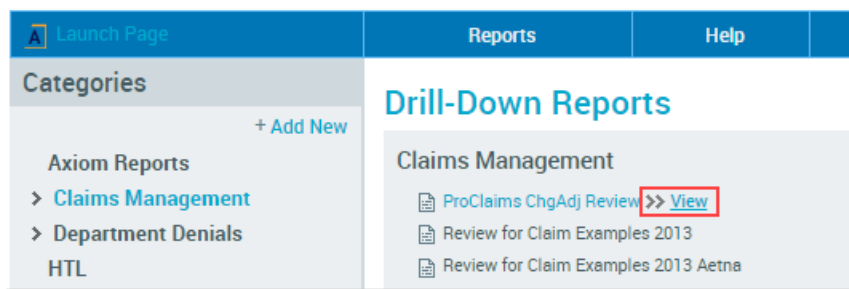 A Launch Page
Reports
Help
Categories
+ Add New
Axiom Reports
> Claims Management
> Department Denials
HTL
Drill-Down Reports
Claims Management
ProClaims ChgAdj Review >> View
Review for Claim Examples 2013
Review for Claim Examples 2013 Aetna